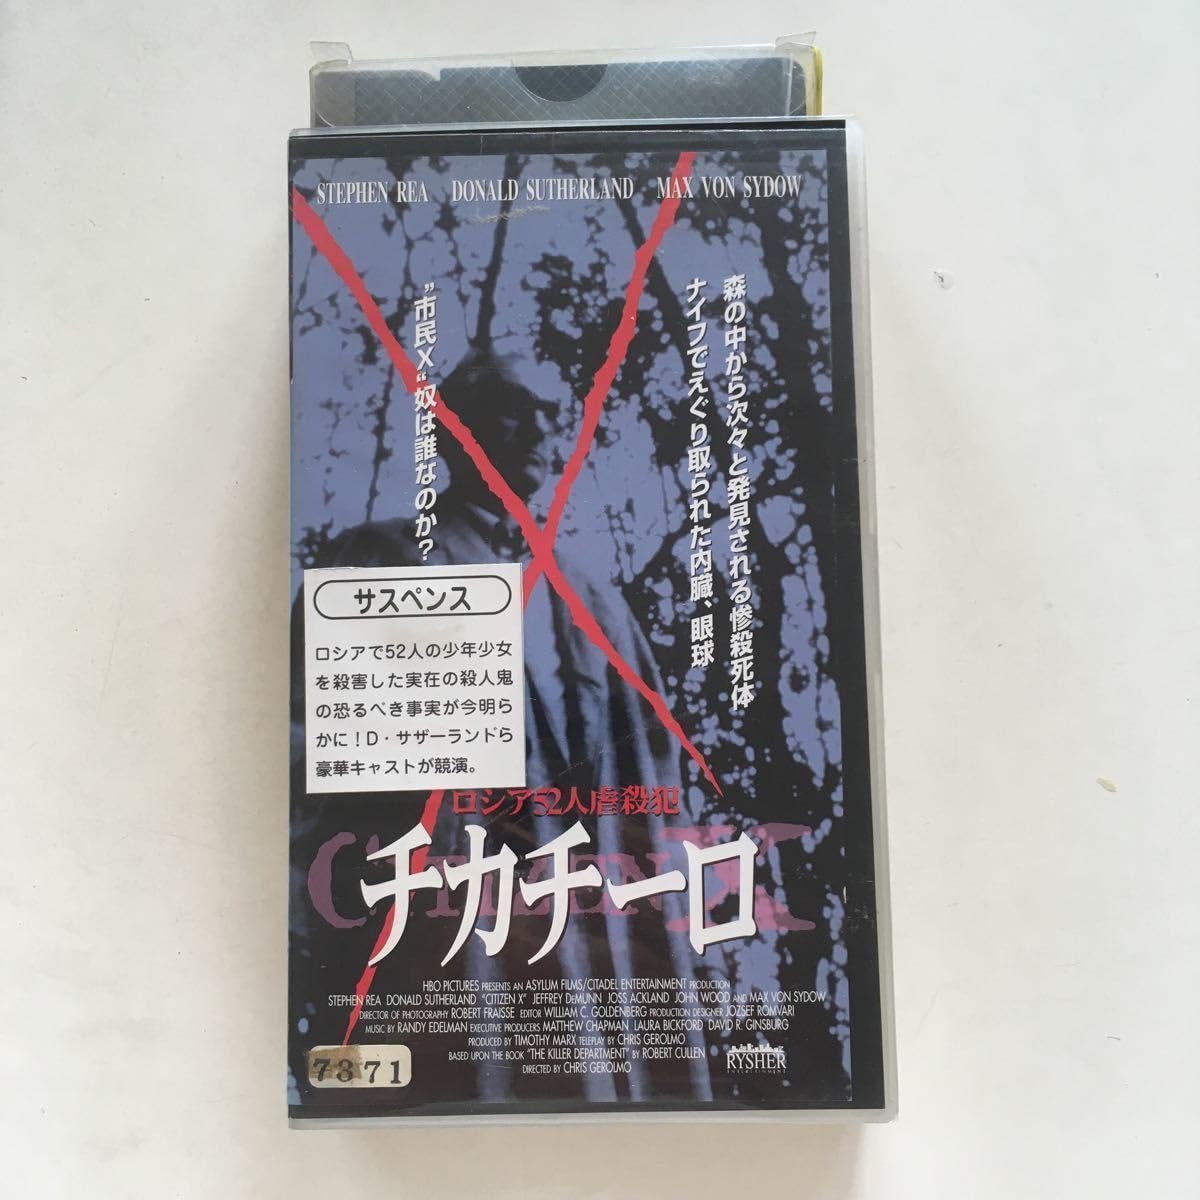 STEPHEN REA DONALD SUTHERLAND MAX VON SYDOW
森の中から次々と発見される惨殺死体
ナイフでえぐり取られた内臓、眼球
"市民X"奴は誰なのか?
サスペンス
ロシアで52人の少年少女
を殺害した実在の殺人鬼
の恐るべき事実が今明ら
かに!D・サザーランドら
豪華キャストが競演。
ロシア52人虐殺犯
CITIZEN X
チカチーロ
HBO PICTURES PRESENTS AN ASYLUM FILMS/CITADEL ENTERTAINMENT PRODUCTION
STEPHEN REA DONALD SUTHERLAND "CITIZEN X" JEFFREY DeMUNN JOSS ACKLAND JOHN WOOD AND MAX VON SYDOW
DIRECTOR OF PHOTOGRAPHY ROBERT FRAISSE EDITOR WILLIAM C. GOLDENBERG PRODUCTION DESIGNER JOZSEF ROMVARI
MUSIC BY RANDY EDELMAN EXECUTIVE PRODUCERS MATTHEW CHAPMAN LAURA BICKFORD DAVID R. GINSBURG
PRODUCED BY TIMOTHY MARX TELEPLAY BY CHRIS GEROLMO
BASED UPON THE BOOK "THE KILLER DEPARTMENT" BY ROBERT CULLEN
DIRECTED BY CHRIS GEROLMO
RYSHER
ENTERTAINMENT
7371